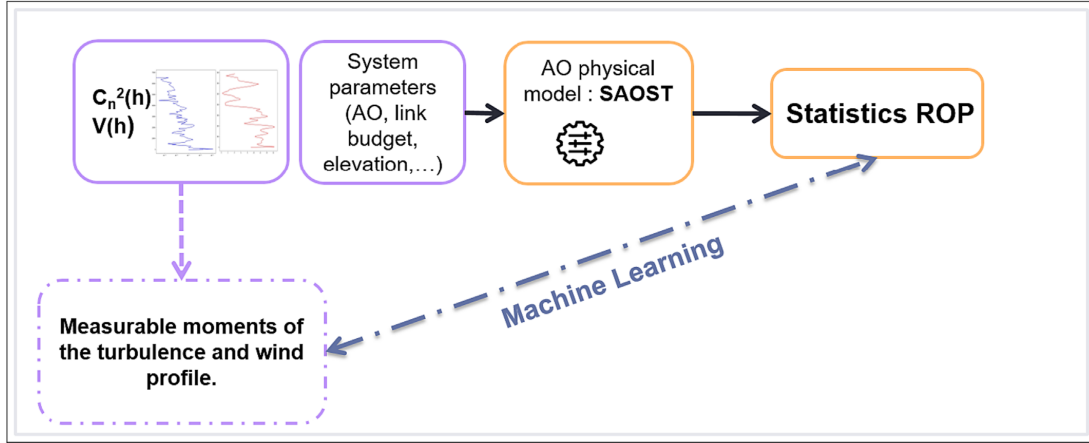 C_n²(h)
V(h)
System
parameters
(AO, link
budget,
elevation,…)
AO physical
model : SAOST
Statistics ROP
Machine Learning
Measurable moments of
the turbulence and wind
profile.